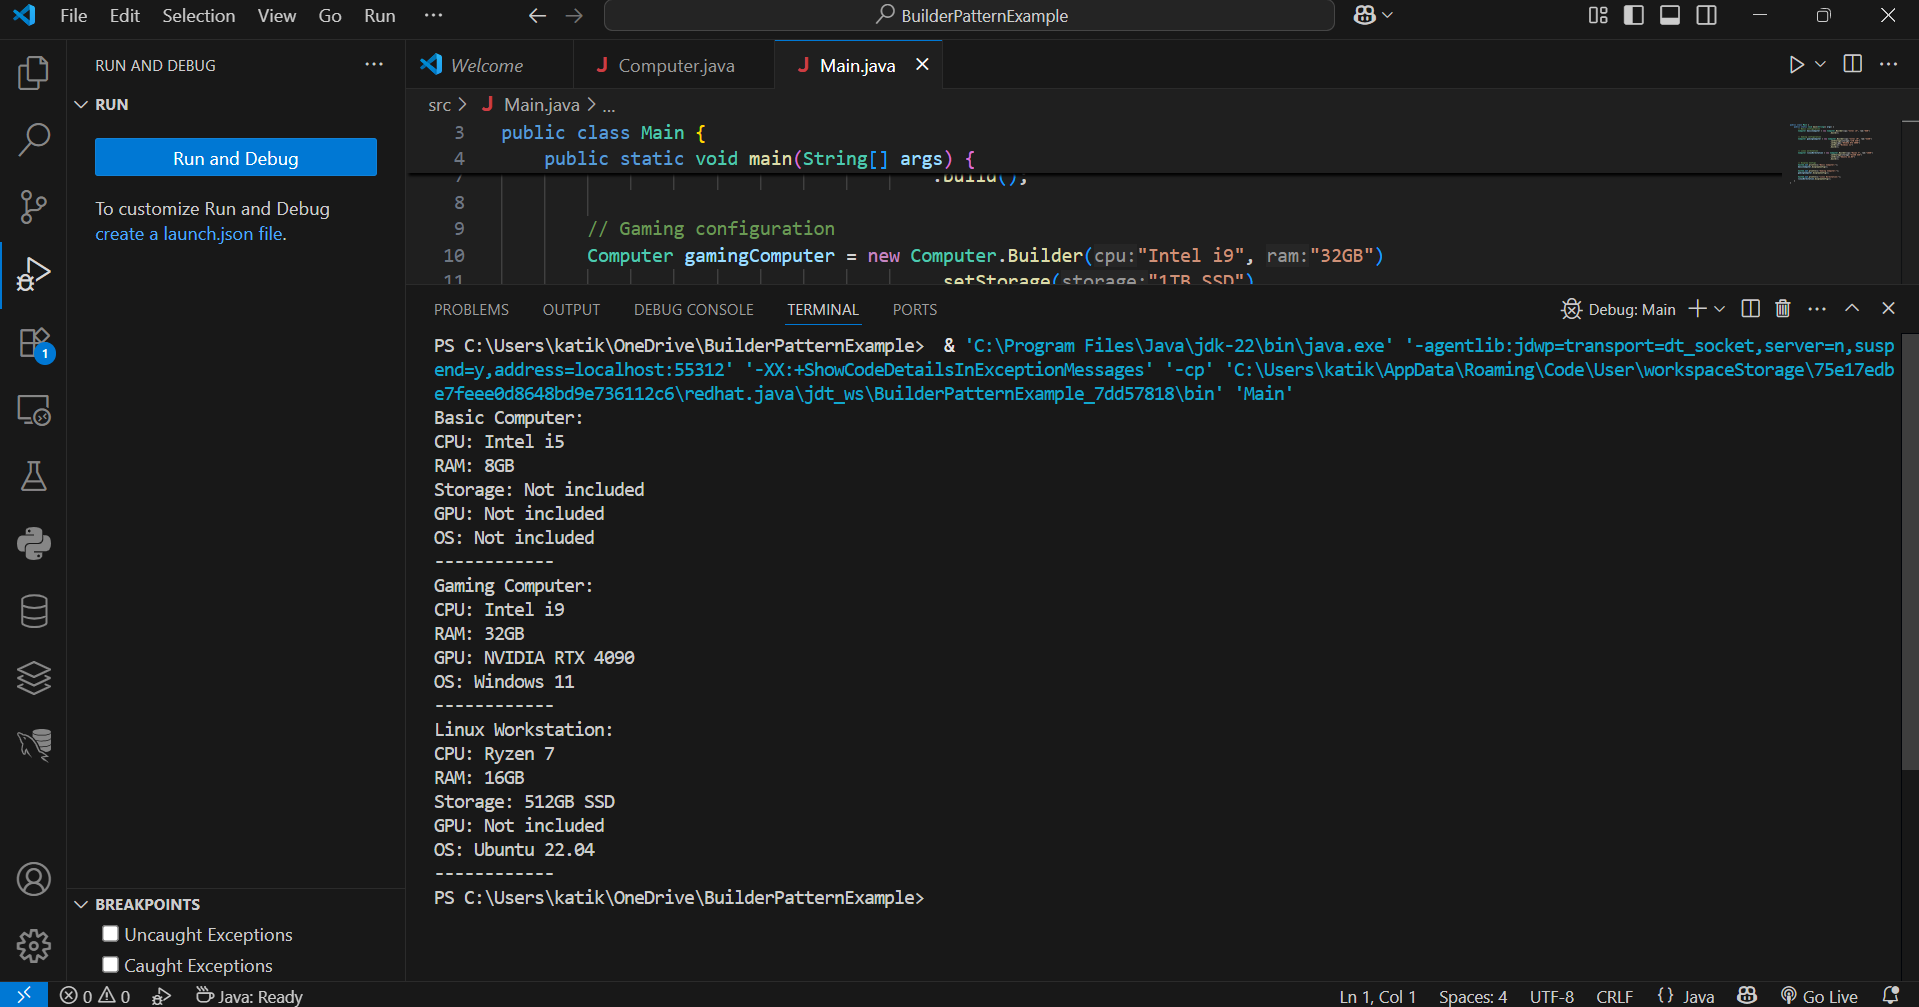 File Edit Selection View Go Run ··· BuilderPatternExample
RUN AND DEBUG ···
RUN
Run and Debug
To customize Run and Debug
create a launch.json file.
Welcome
Computer.java
Main.java
src > Main.java > ...
3 public class Main {
4 public static void main(String[] args) {
7 .build();
8
9 // Gaming configuration
10 Computer gamingComputer = new Computer.Builder(cpu:"Intel i9", ram:"32GB")
11 .setStorage(storage:"1TB SSD")
PROBLEMS OUTPUT DEBUG CONSOLE TERMINAL PORTS
Debug: Main
PS C:\Users\katik\OneDrive\BuilderPatternExample>  & 'C:\Program Files\Java\jdk-22\bin\java.exe' '-agentlib:jdwp=transport=dt_socket,server=n,susp
end=y,address=localhost:55312' '-XX:+ShowCodeDetailsInExceptionMessages' '-cp' 'C:\Users\katik\AppData\Roaming\Code\User\workspaceStorage\75e17edb
e7feee0d8648bd9e736112c6\redhat.java\jdt_ws\BuilderPatternExample_7dd57818\bin' 'Main'
Basic Computer:
CPU: Intel i5
RAM: 8GB
Storage: Not included
GPU: Not included
OS: Not included
------------
Gaming Computer:
CPU: Intel i9
RAM: 32GB
GPU: NVIDIA RTX 4090
OS: Windows 11
------------
Linux Workstation:
CPU: Ryzen 7
RAM: 16GB
Storage: 512GB SSD
GPU: Not included
OS: Ubuntu 22.04
------------
PS C:\Users\katik\OneDrive\BuilderPatternExample>
1
BREAKPOINTS
Uncaught Exceptions
Caught Exceptions
0 0 Java: Ready
Ln 1, Col 1 Spaces: 4 UTF-8 CRLF {} Java Go Live